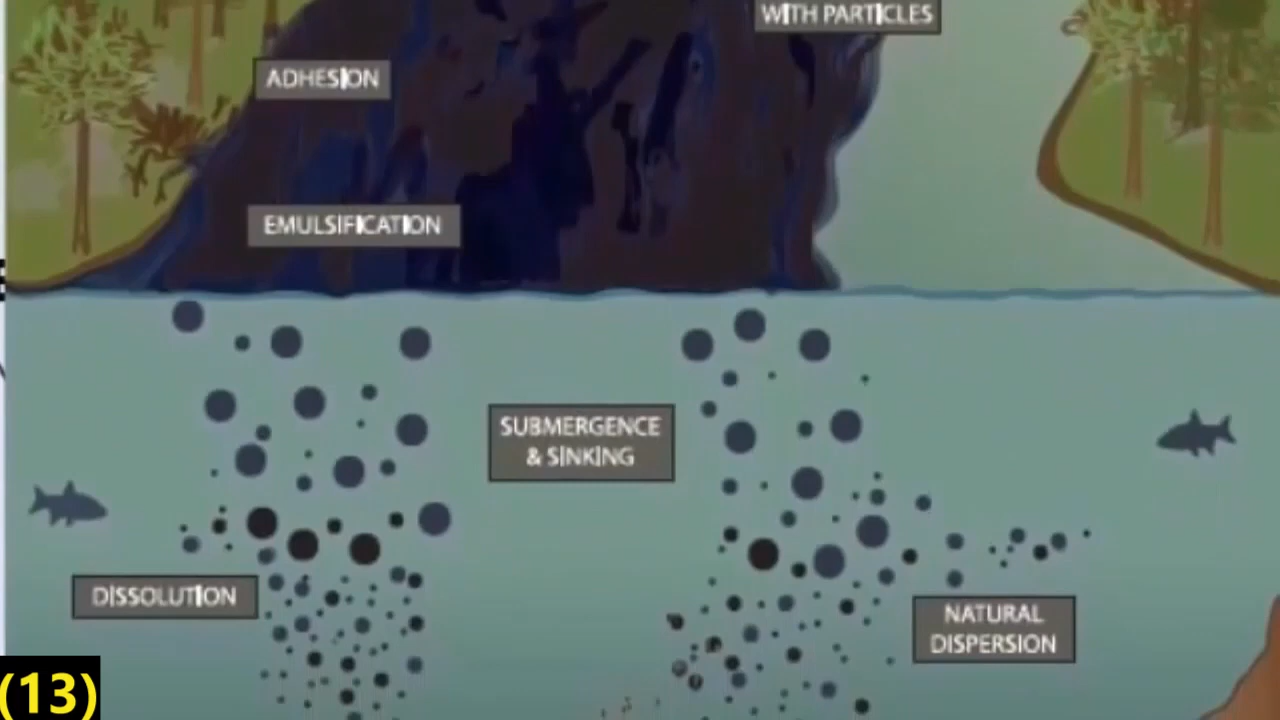 WITH PARTICLES
ADHESION
EMULSIFICATION
SUBMERGENCE
& SINKING
DISSOLUTION
NATURAL
DISPERSION
(13)